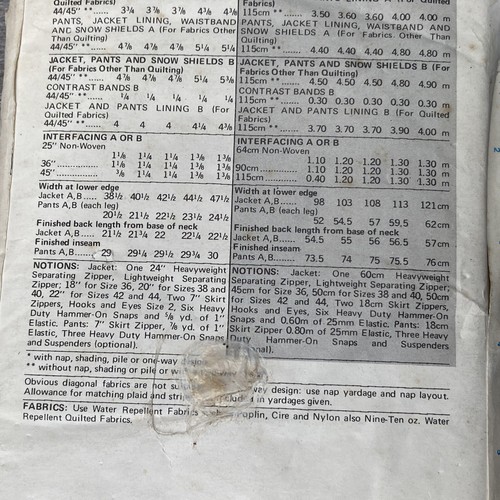 Quilted Fabrics)
44/45" ** ..... 3¼ 3⅞ 3⅞ 4⅜ 4⅜
PANTS, JACKET LINING, WAISTBAND
AND SNOW SHIELDS A (For Fabrics Other
Than Quilting)
44/45" ** ..... 4⅞ 4⅞ 4⅞ 5¼ 5¼
JACKET, PANTS AND SNOW SHIELDS B
(For Fabrics Other Than Quilting)
44/45" ** ..... 4⅞ 4⅞ 4⅞ 5¼ 5⅜
CONTRAST BANDS B
44/45" ** ...... ¼ ¼ ¼ ¼ ¼
JACKET AND PANTS LINING B (For
Quilted Fabrics)
44/45" ** ..... 4 4 4 4¼ 4⅜
INTERFACING A OR B
25" Non-Woven
1⅛ 1¼ 1¼ 1⅜ 1⅜
36" .............. 1⅛ 1¼ 1¼ 1⅜ 1⅜
45" .............. 1¼ 1¼ 1⅜ 1⅜
Width at lower edge
Jacket A,B..... 38½ 40½ 42½ 44½ 47½
Pants A,B (each leg)
20½ 21½ 22½ 23½ 24½
Finished back length from base of neck
Jacket A,B..... 21½ 21¾ 22 22¼ 22½
Finished inseam
Pants A,B..... 29 29¼ 29½ 29¾ 30
NOTIONS: Jacket: One 24" Heavyweight
Separating Zipper, Lightweight Separating
Zipper; 18" for Size 36, 20" for Sizes 38 and
40, 22" for Sizes 42 and 44, Two 7" Skirt
Zippers, Hooks and Eyes Size 2, Six Heavy
Duty Hammer-On Snaps and ⅝ yd. of 1"
Elastic. Pants: 7" Skirt Zipper, ⅞ yd. of 1"
Elastic, Three Heavy Duty Hammer-On Snaps
and Suspenders (optional).
Fabrics)
115cm ** ....... 3.50 3.60 3.60 4.00 4.00 m
PANTS, JACKET LINING, WAISTBAND AND
SNOW SHIELDS A (For Fabrics Other Than
Quilting)
115cm ** ....... 4.40 4.40 4.40 4.80 4.80 m
JACKET, PANTS AND SNOW SHIELDS B (For
Fabrics Other Than Quilting)
115cm ** ....... 4.50 4.50 4.50 4.80 4.90 m
CONTRAST BANDS B
115cm ** ....... 0.30 0.30 0.30 0.30 0.30 m
JACKET AND PANTS LINING B (For Quilted
Fabrics)
115cm ** ....... 3.70 3.70 3.70 3.90 4.00 m
INTERFACING A OR B
64cm Non-Woven
1.10 1.20 1.20 1.30 1.30 m
90cm............ 1.10 1.20 1.20 1.30 1.30 m
115cm 0.40 1.20 1.20 1.30 m
Width at lower edge
Jacket A,B..... 98 103 108 113 121cm
Pants A,B (each leg)
52 54.5 57 59.5 62cm
Finished back length from base of neck
Jacket A,B..... 54.5 55 56 56.5 57cm
Finished inseam
Pants A,B ..... 73.5 74 75 75.5 76cm
NOTIONS: Jacket: One 60cm Heavyweight
Separating Zipper, Lightweight Separating Zipper;
45cm for Size 36, 50cm for Sizes 38 and 40, 50cm
for Sizes 42 and 44, Two 18cm Skirt Zippers,
Hooks and Eyes, Six Heavy Duty Hammer-On
Snaps and 0.60m of 25mm Elastic. Pants: 18cm
Skirt Zipper 0.80m of 25mm Elastic, Three Heavy
Duty Hammer-On Snaps and Suspenders
* with nap, shading, pile or one-way
** without nap, shading or pile or
Obvious diagonal fabrics are not way design: use nap yardage and nap layout.
Allowance for matching plaid and in yardages given.
FABRICS: Use Water Repellent Fabrics Poplin, Cire and Nylon also Nine-Ten oz. Water
Repellent Quilted Fabrics.